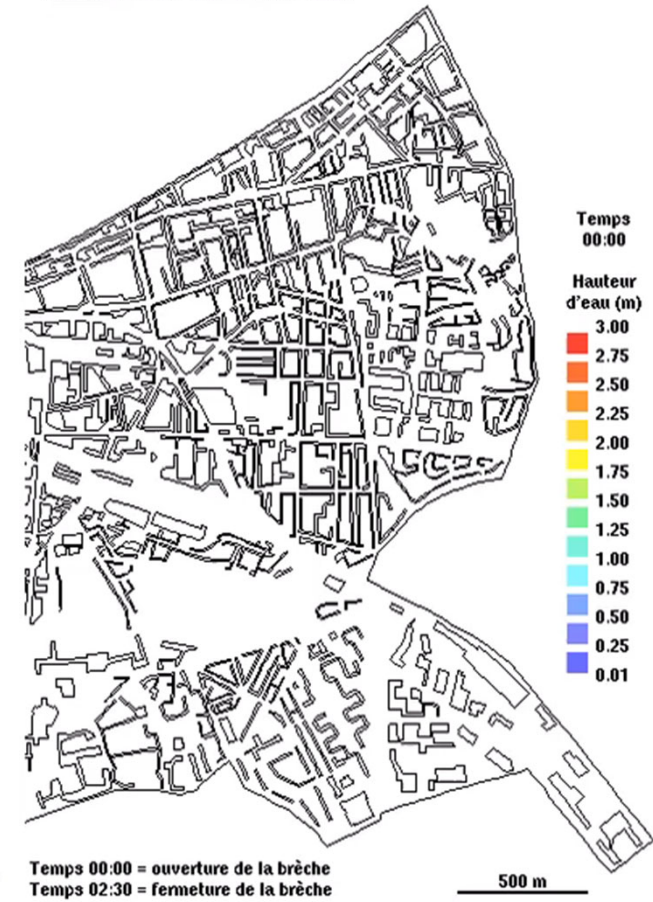 Temps
00:00
Hauteur
d'eau (m)
3.00
2.75
2.50
2.25
2.00
1.75
1.50
1.25
1.00
0.75
0.50
0.25
0.01
Temps 00:00 = ouverture de la brèche
Temps 02:30 = fermeture de la brèche
500 m